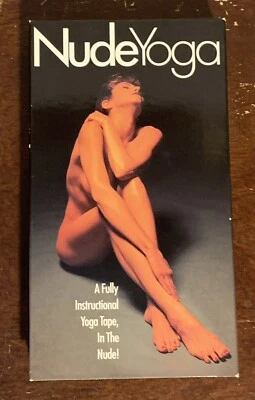 NudeYoga
A Fully
Instructional
Yoga Tape,
In The
Nude!